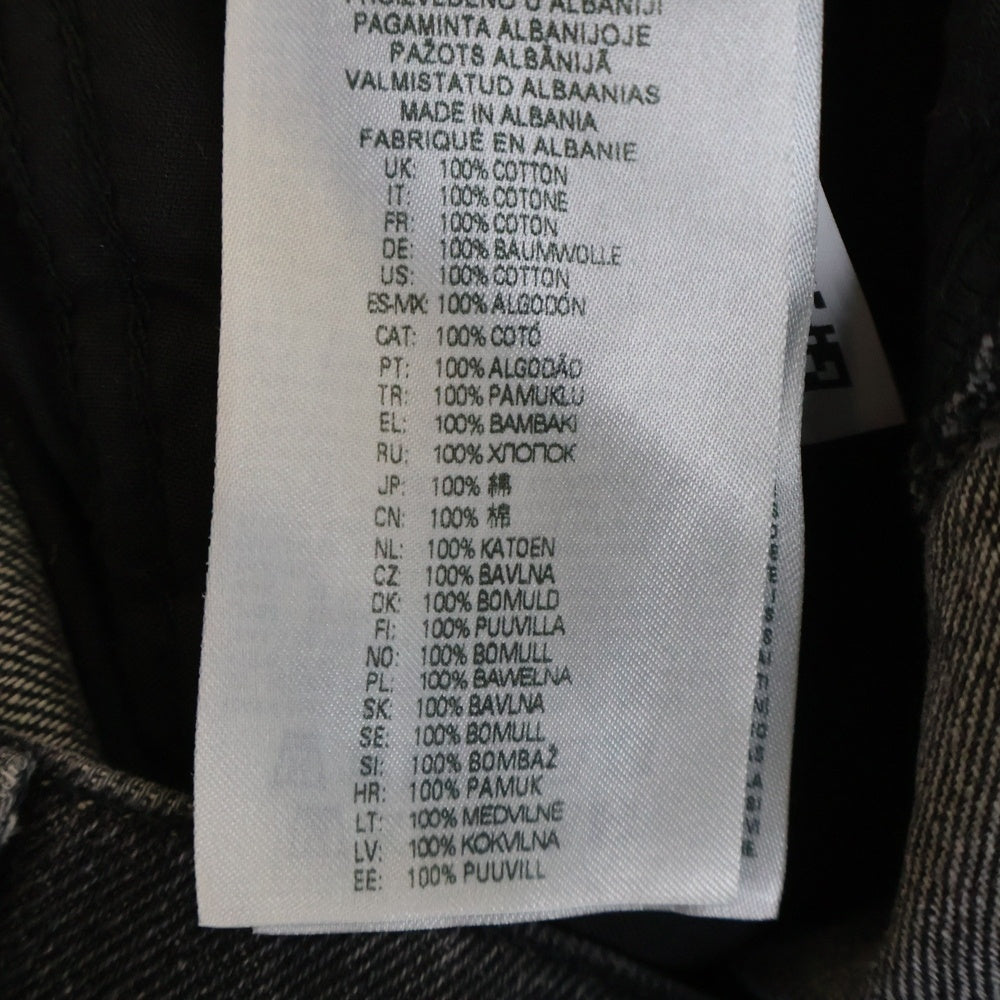 PROIZVEDENO U ALBANIJI
PAGAMINTA ALBANIJOJE
PAŽOTS ALBĀNIJĀ
VALMISTATUD ALBAANIAS
MADE IN ALBANIA
FABRIQUÉ EN ALBANIE
UK: 100% COTTON
IT: 100% COTONE
FR: 100% COTON
DE: 100% BAUMWOLLE
US: 100% COTTON
ES-MX: 100% ALGODÓN
CAT: 100% COTÓ
PT: 100% ALGODÃO
TR: 100% PAMUKLU
EL: 100% BAMBAKI
RU: 100% ХЛОПОК
JP: 100% 綿
CN: 100% 棉
NL: 100% KATOEN
CZ: 100% BAVLNA
DK: 100% BOMULD
FI: 100% PUUVILLA
NO: 100% BOMULL
PL: 100% BAWEŁNA
SK: 100% BAVLNA
SE: 100% BOMULL
SI: 100% BOMBAŽ
HR: 100% PAMUK
LT: 100% MEDVILNĖ
LV: 100% KOKVILNA
EE: 100% PUUVILL